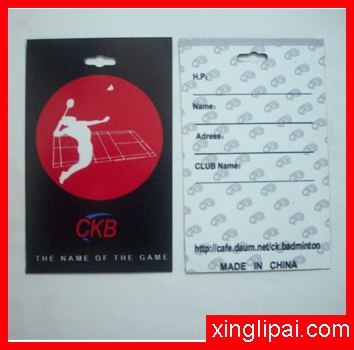 CKB
THE NAME OF THE GAME
H.P:
Name:
Adress:
CLUB Name:
http://cafe.daum.net/ck.badminton
MADE IN CHINA
xinglipai.com